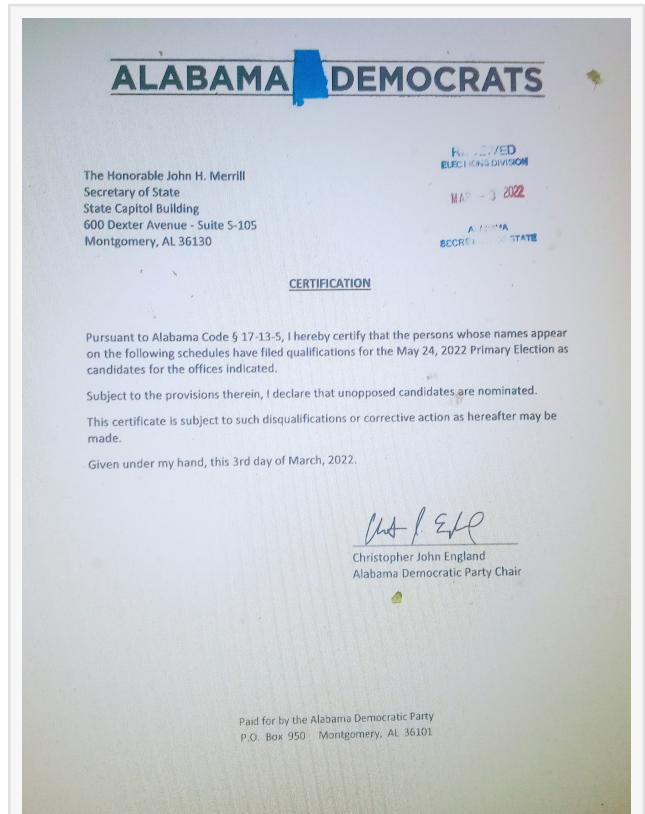 ALABAMA DEMOCRATS
The Honorable John H. Merrill
Secretary of State
State Capitol Building
600 Dexter Avenue - Suite S-105
Montgomery, AL 36130
ELECTIONS DIVISION
MAR - 3 2022
STATE
CERTIFICATION
Pursuant to Alabama Code § 17-13-5, I hereby certify that the persons whose names appear
on the following schedules have filed qualifications for the May 24, 2022 Primary Election as
candidates for the offices indicated.
Subject to the provisions therein, I declare that unopposed candidates are nominated.
This certificate is subject to such disqualifications or corrective action as hereafter may be
made.
Given under my hand, this 3rd day of March, 2022.
Christopher John England
Alabama Democratic Party Chair
Paid for by the Alabama Democratic Party
P.O. Box 950 Montgomery, AL 36101